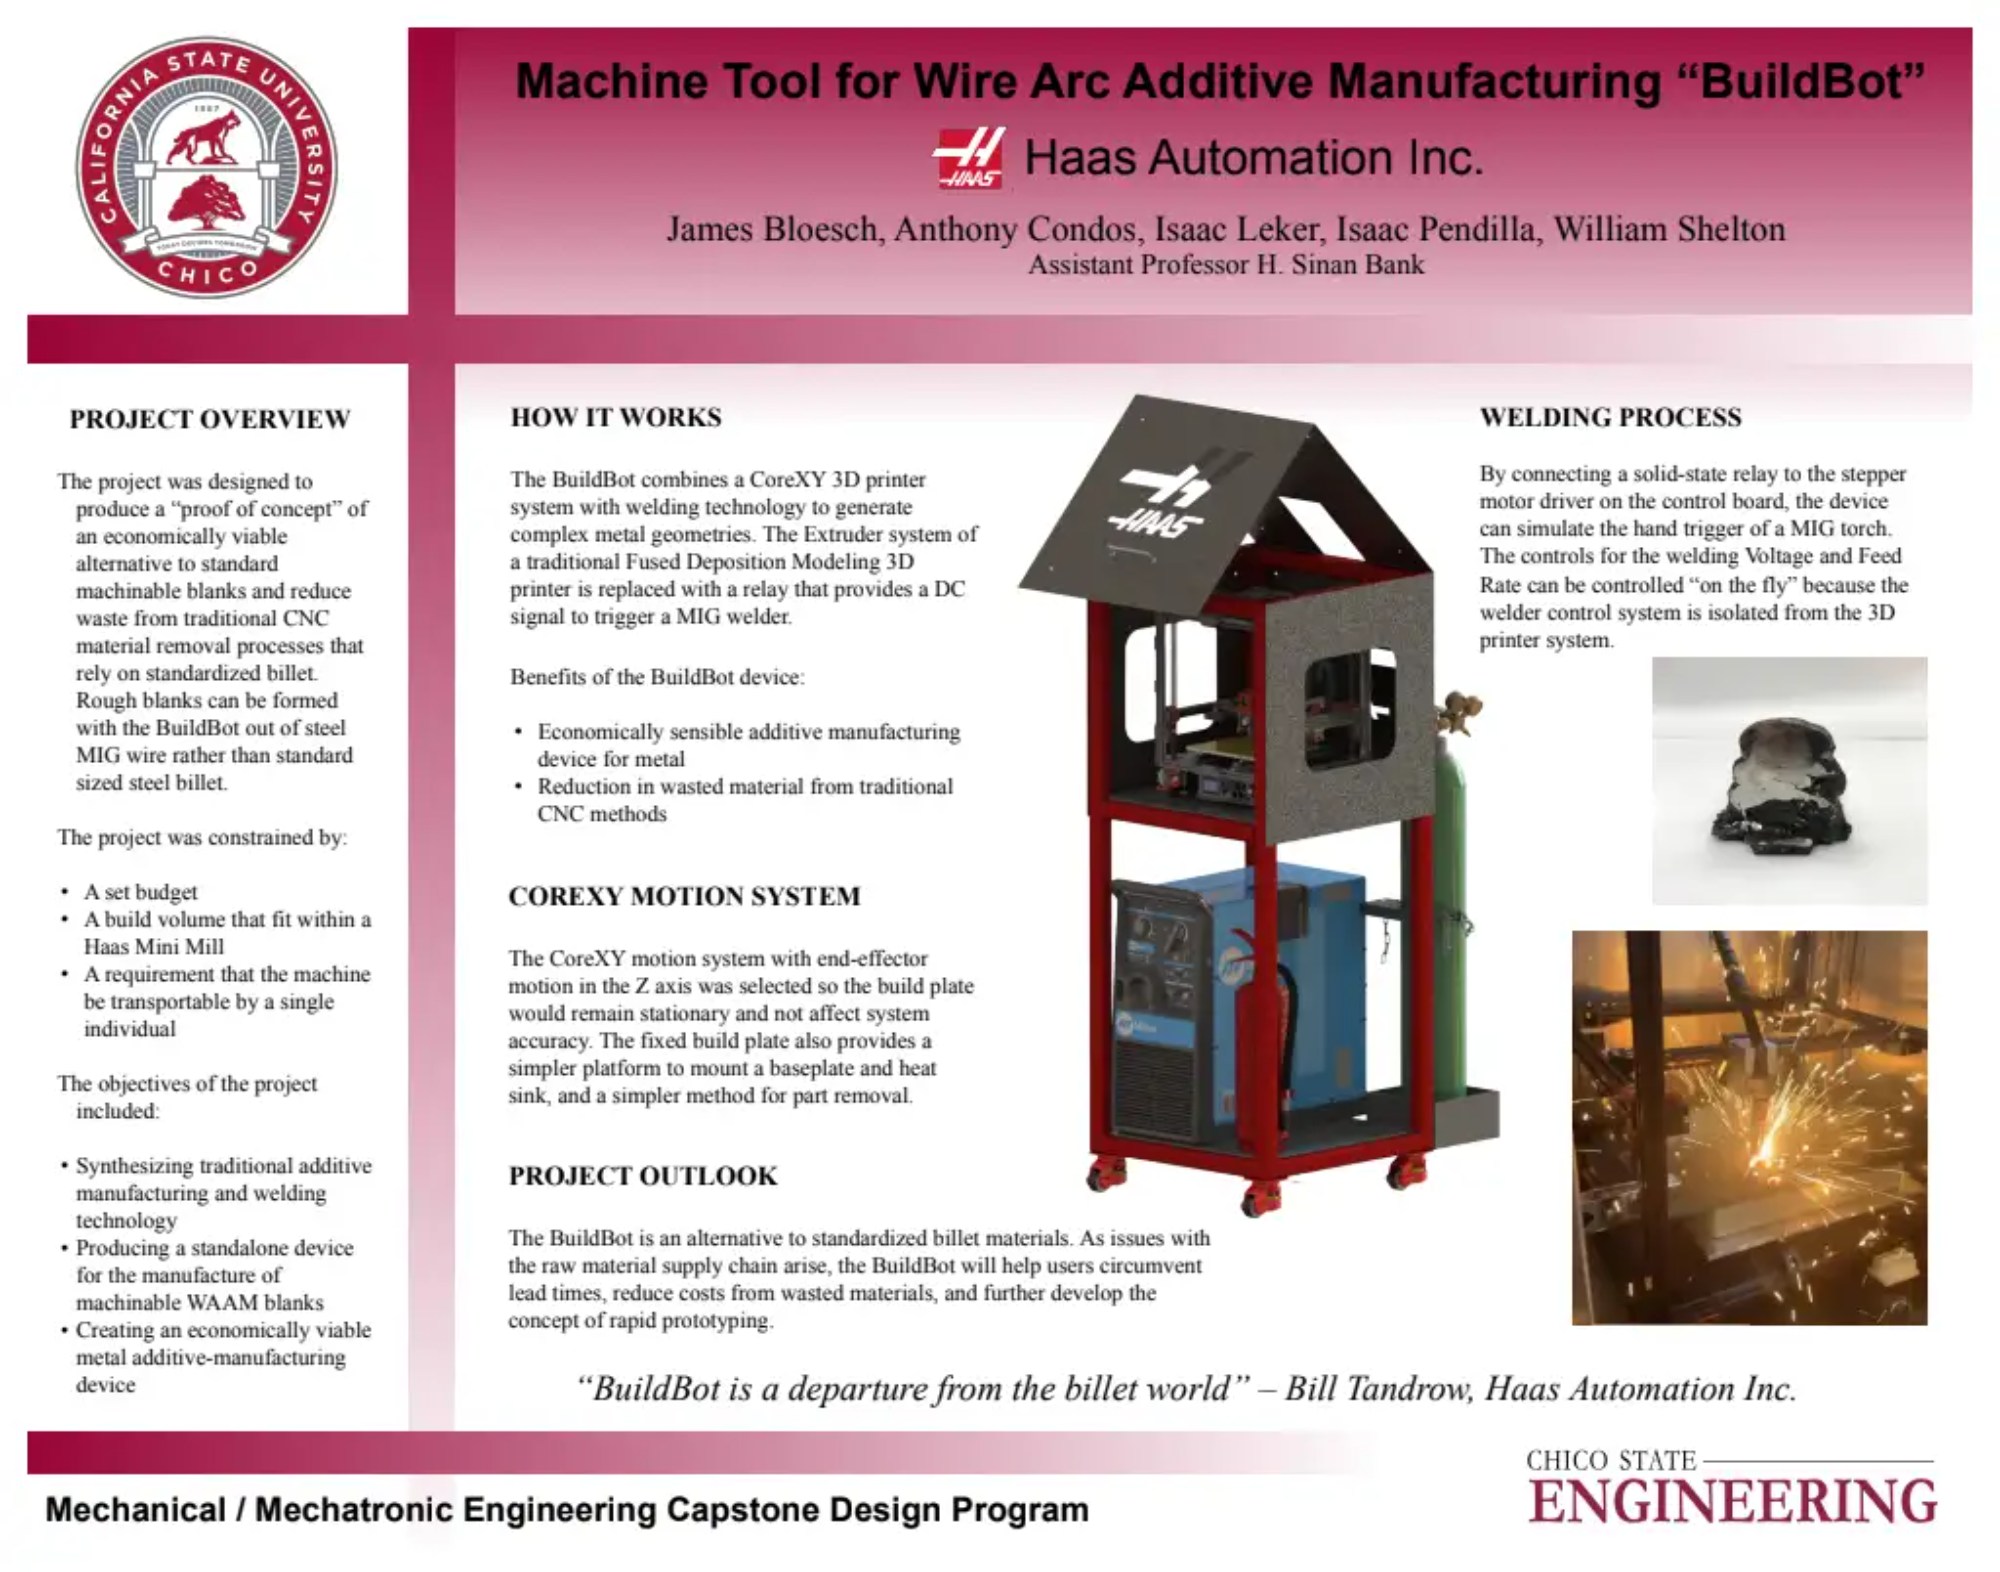 CALIFORNIA STATE UNIVERSITY
1887
TODAY DECIDES TOMORROW
CHICO
Machine Tool for Wire Arc Additive Manufacturing “BuildBot”
HAAS
Haas Automation Inc.
James Bloesch, Anthony Condos, Isaac Leker, Isaac Pendilla, William Shelton
Assistant Professor H. Sinan Bank
PROJECT OVERVIEW
The project was designed to
produce a “proof of concept” of
an economically viable
alternative to standard
machinable blanks and reduce
waste from traditional CNC
material removal processes that
rely on standardized billet.
Rough blanks can be formed
with the BuildBot out of steel
MIG wire rather than standard
sized steel billet.
The project was constrained by:
• A set budget
• A build volume that fit within a
Haas Mini Mill
• A requirement that the machine
be transportable by a single
individual
The objectives of the project
included:
• Synthesizing traditional additive
manufacturing and welding
technology
• Producing a standalone device
for the manufacture of
machinable WAAM blanks
• Creating an economically viable
metal additive-manufacturing
device
HOW IT WORKS
The BuildBot combines a CoreXY 3D printer
system with welding technology to generate
complex metal geometries. The Extruder system of
a traditional Fused Deposition Modeling 3D
printer is replaced with a relay that provides a DC
signal to trigger a MIG welder.
Benefits of the BuildBot device:
• Economically sensible additive manufacturing
device for metal
• Reduction in wasted material from traditional
CNC methods
COREXY MOTION SYSTEM
The CoreXY motion system with end-effector
motion in the Z axis was selected so the build plate
would remain stationary and not affect system
accuracy. The fixed build plate also provides a
simpler platform to mount a baseplate and heat
sink, and a simpler method for part removal.
PROJECT OUTLOOK
The BuildBot is an alternative to standardized billet materials. As issues with
the raw material supply chain arise, the BuildBot will help users circumvent
lead times, reduce costs from wasted materials, and further develop the
concept of rapid prototyping.
HAAS
Miller
WELDING PROCESS
By connecting a solid-state relay to the stepper
motor driver on the control board, the device
can simulate the hand trigger of a MIG torch.
The controls for the welding Voltage and Feed
Rate can be controlled “on the fly” because the
welder control system is isolated from the 3D
printer system.
“BuildBot is a departure from the billet world” – Bill Tandrow, Haas Automation Inc.
Mechanical / Mechatronic Engineering Capstone Design Program
CHICO STATE
ENGINEERING